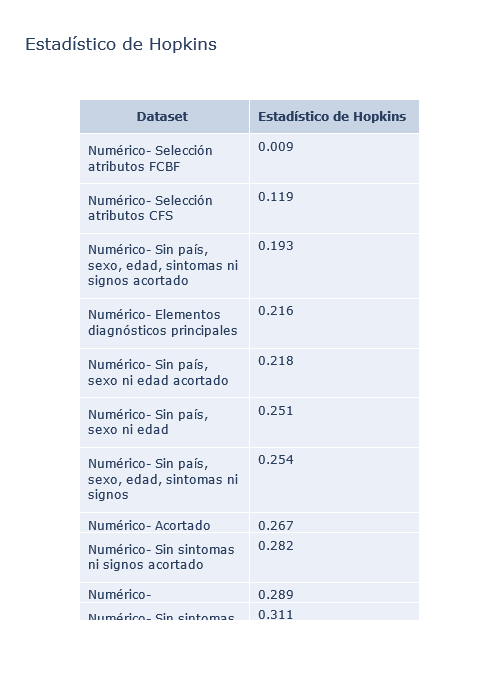 Estadístico de Hopkins
Dataset Estadístico de Hopkins
Numérico- Selección 0.009
atributos FCBF
Numérico- Selección 0.119
atributos CFS
Numérico- Sin país, 0.193
sexo, edad, sintomas ni
signos acortado
Numérico- Elementos 0.216
diagnósticos principales
Numérico- Sin país, 0.218
sexo ni edad acortado
Numérico- Sin país, 0.251
sexo ni edad
Numérico- Sin país, 0.254
sexo, edad, sintomas ni
signos
Numérico- Acortado 0.267
Numérico- Sin sintomas 0.282
ni signos acortado
Numérico- 0.289
Numérico- Sin sintomas 0.311